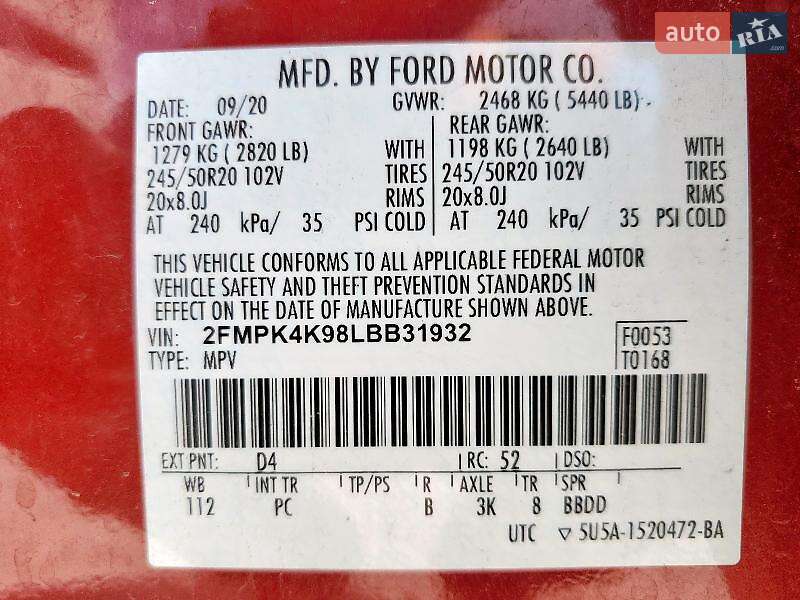 auto RIA .com
MFD. BY FORD MOTOR CO.
DATE: 09/20 GVWR: 2468 KG ( 5440 LB)
FRONT GAWR: REAR GAWR:
1279 KG ( 2820 LB) WITH 1198 KG ( 2640 LB) WITH
245/50R20 102V TIRES 245/50R20 102V TIRES
20x8.0J RIMS 20x8.0J RIMS
AT 240 kPa/ 35 PSI COLD AT 240 kPa/ 35 PSI COLD
THIS VEHICLE CONFORMS TO ALL APPLICABLE FEDERAL MOTOR
VEHICLE SAFETY AND THEFT PREVENTION STANDARDS IN
EFFECT ON THE DATE OF MANUFACTURE SHOWN ABOVE.
VIN: 2FMPK4K98LBB31932 F0053
TYPE: MPV T0168
EXT PNT: D4 RC: 52 DSO:
WB INT TR TP/PS R AXLE TR SPR
112 PC B 3K 8 BBDD
UTC ▽ 5U5A-1520472-BA